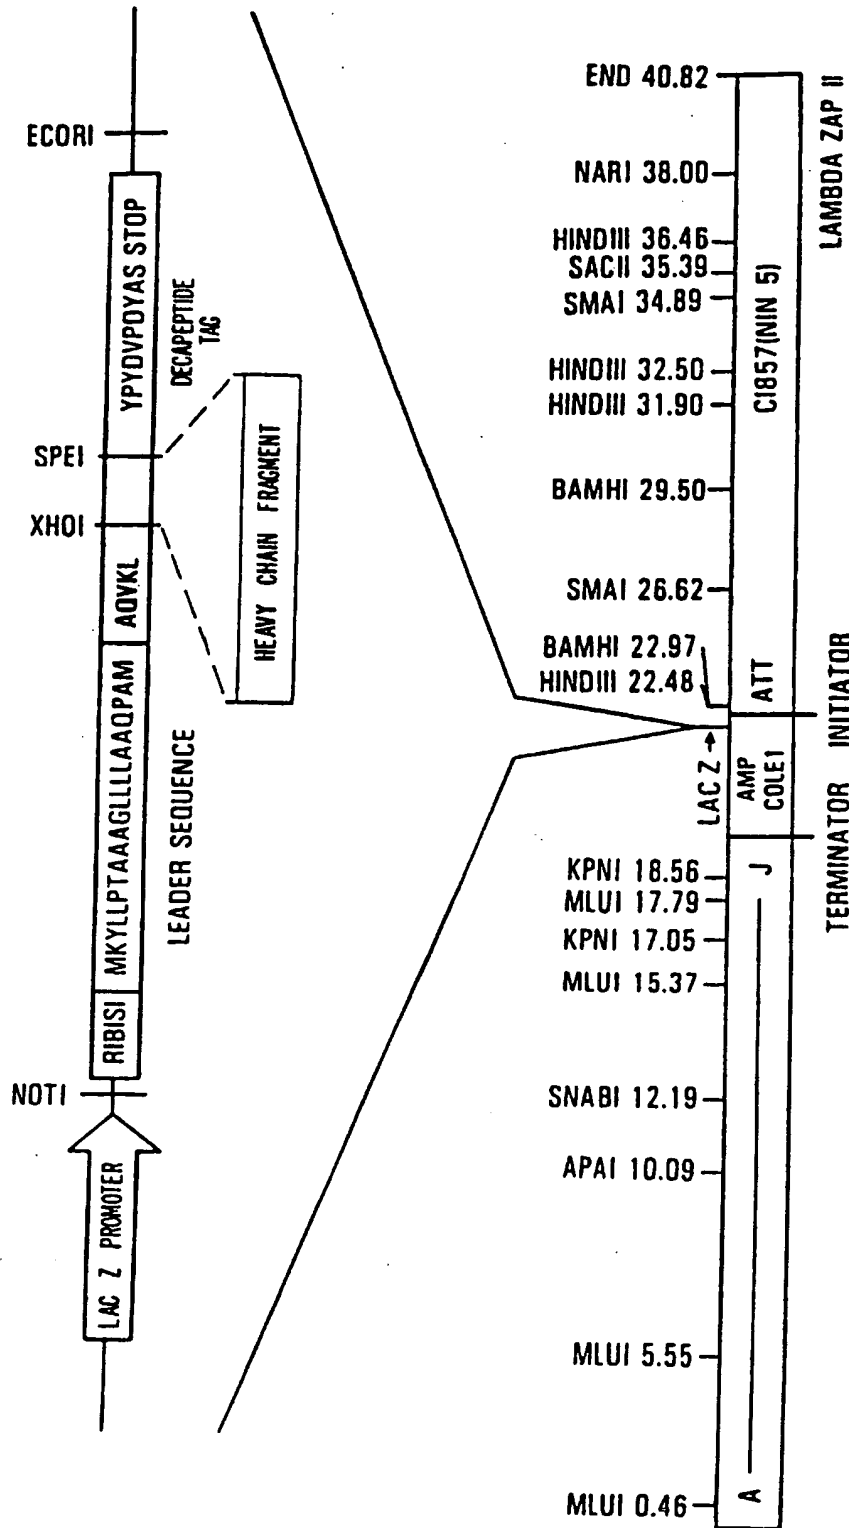 ECORI
YPYDVPDYAS STOP
DECAPEPTIDE
TAG
SPEI
XHOI
AQVKL
HEAVY CHAIN FRAGMENT
MKYLLPTAAAGLLLLAAQPAM
LEADER SEQUENCE
RIBISI
NOTI
LAC Z PROMOTER
END 40.82
NARI 38.00
HINDIII 36.46
SACII 35.39
SMAI 34.89
HINDIII 32.50
HINDIII 31.90
BAMHI 29.50
SMAI 26.62
BAMHI 22.97
HINDIII 22.48
LAC Z
KPNI 18.56
MLUI 17.79
KPNI 17.05
MLUI 15.37
SNABI 12.19
APAI 10.09
MLUI 5.55
MLUI 0.46
CI857(NIN 5)
ATT
AMP
COLE1
J
A
LAMBDA ZAP II
INITIATOR
TERMINATOR